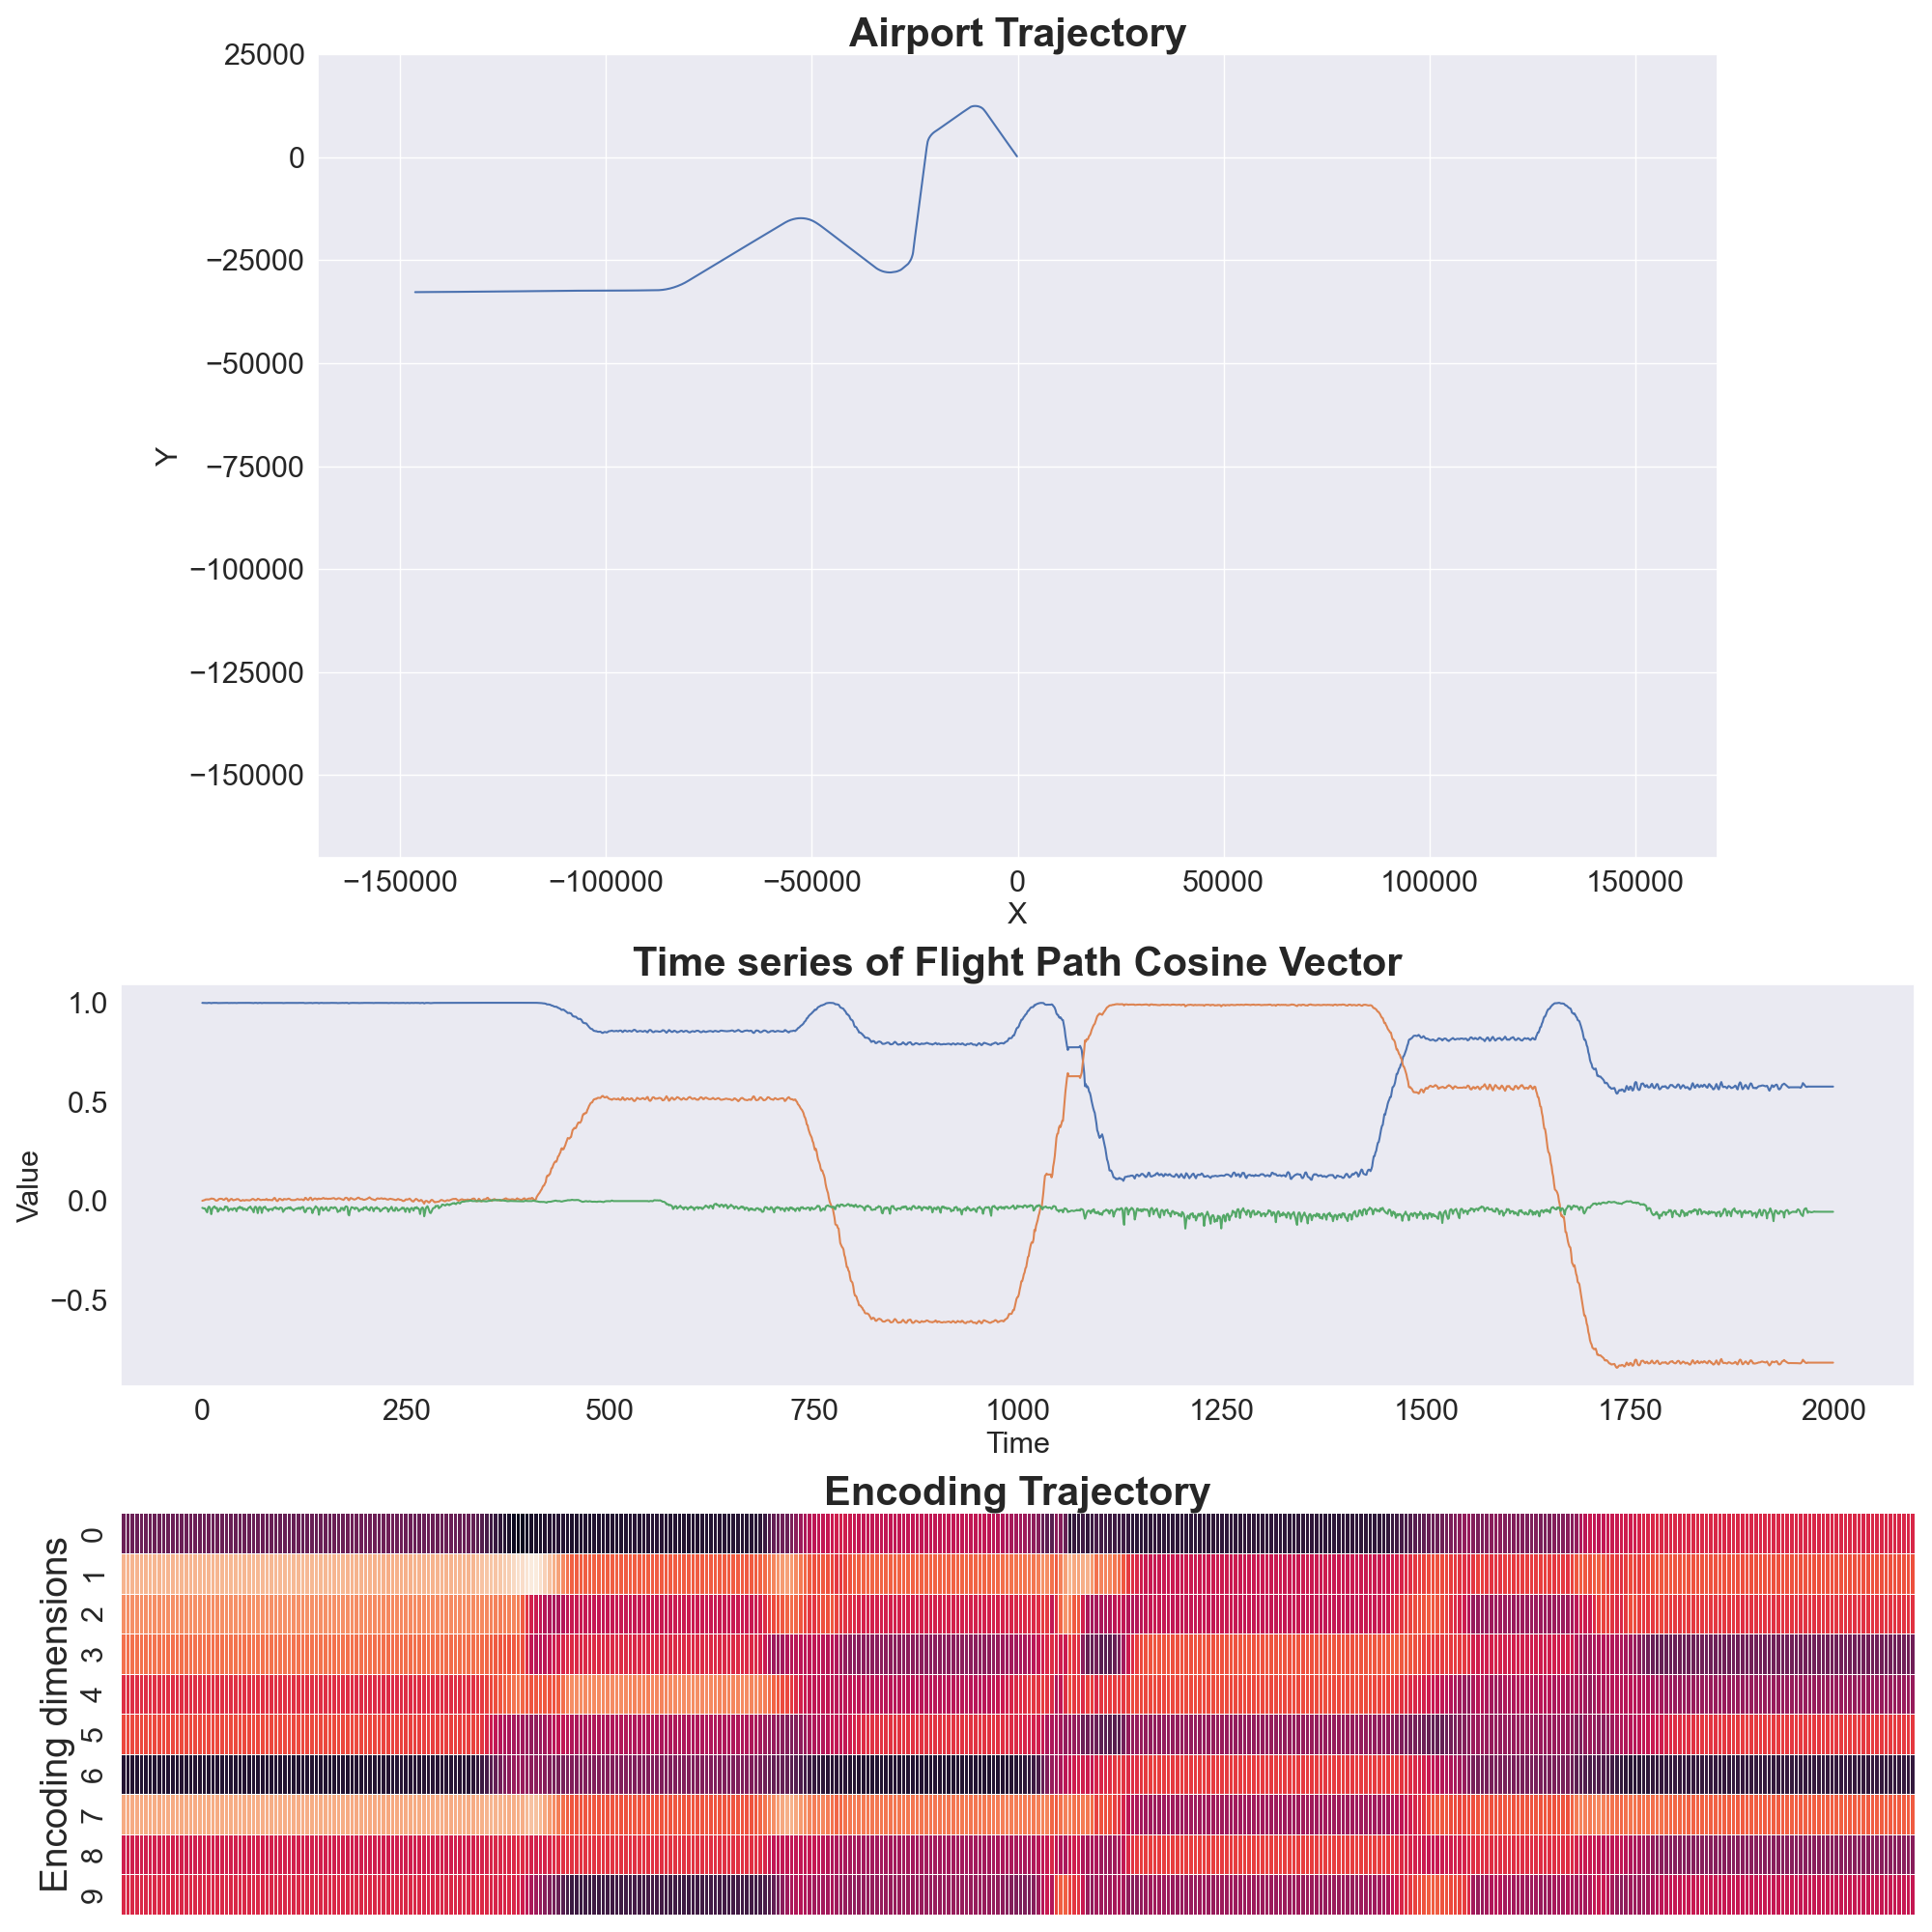 Airport Trajectory
25000
0
−25000
−50000
−75000
−100000
−125000
−150000
Y
−150000 −100000 −50000 0 50000 100000 150000
X
Time series of Flight Path Cosine Vector
1.0
0.5
0.0
−0.5
Value
0 250 500 750 1000 1250 1500 1750 2000
Time
Encoding Trajectory
Encoding dimensions
0
1
2
3
4
5
6
7
8
9